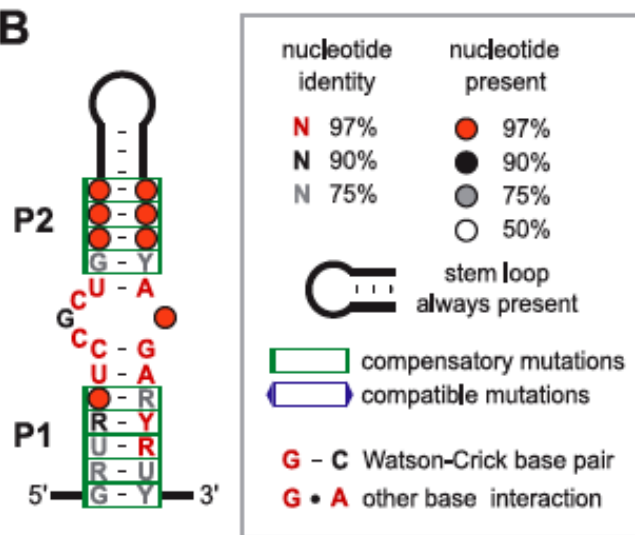 B
nucleotide identity
nucleotide present
N 97%
N 90%
N 75%
97%
90%
75%
50%
stem loop
always present
compensatory mutations
compatible mutations
G – C Watson-Crick base pair
G • A other base interaction
P2
G - Y
U - A
C
G
C
C - G
U - A
R
P1
R - Y
U - R
R - U
5' G - Y 3'